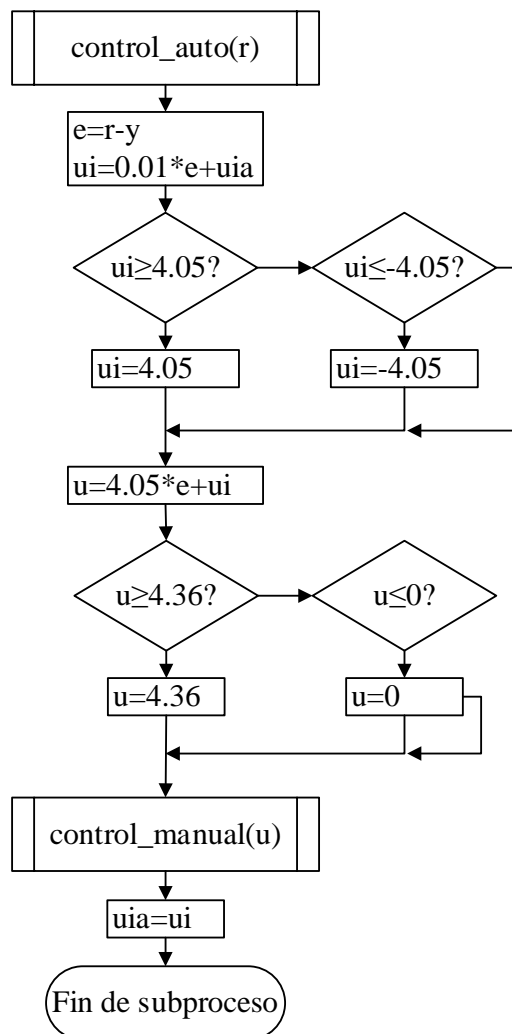 control_auto(r)
e=r-y
ui=0.01*e+uia
ui≥4.05?
ui≤-4.05?
ui=4.05
ui=-4.05
u=4.05*e+ui
u≥4.36?
u≤0?
u=4.36
u=0
control_manual(u)
uia=ui
Fin de subproceso